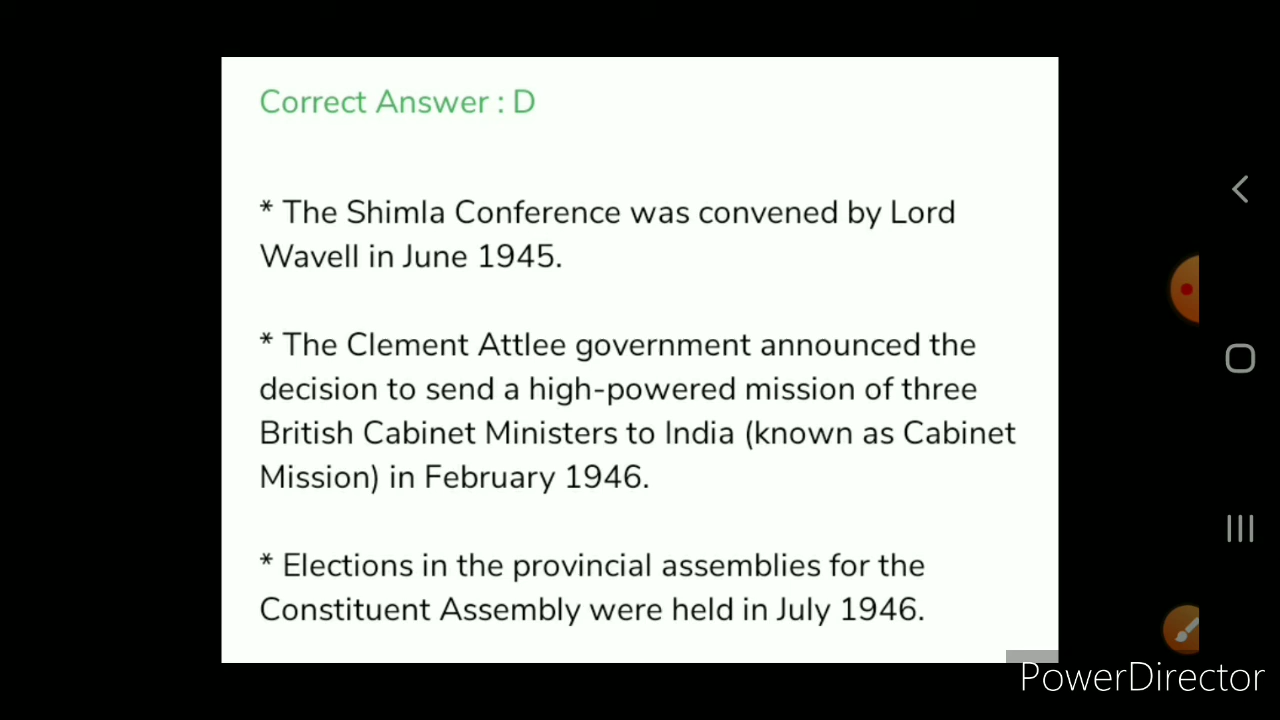 Correct Answer : D
* The Shimla Conference was convened by Lord
Wavell in June 1945.
* The Clement Attlee government announced the
decision to send a high-powered mission of three
British Cabinet Ministers to India (known as Cabinet
Mission) in February 1946.
* Elections in the provincial assemblies for the
Constituent Assembly were held in July 1946.
PowerDirector